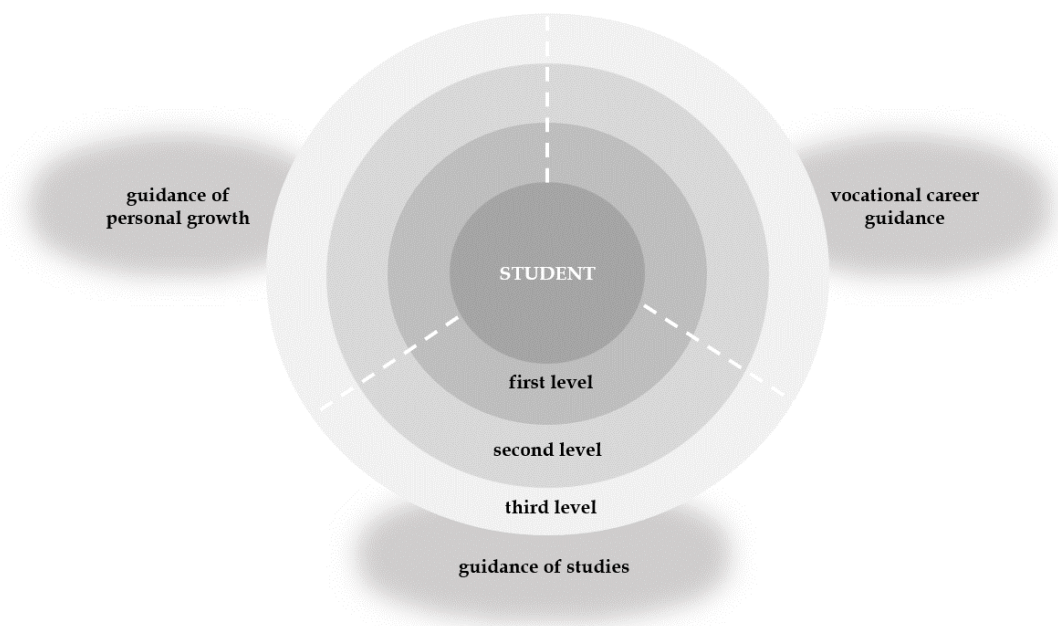 guidance of
personal growth
vocational career
guidance
STUDENT
first level
second level
third level
guidance of studies